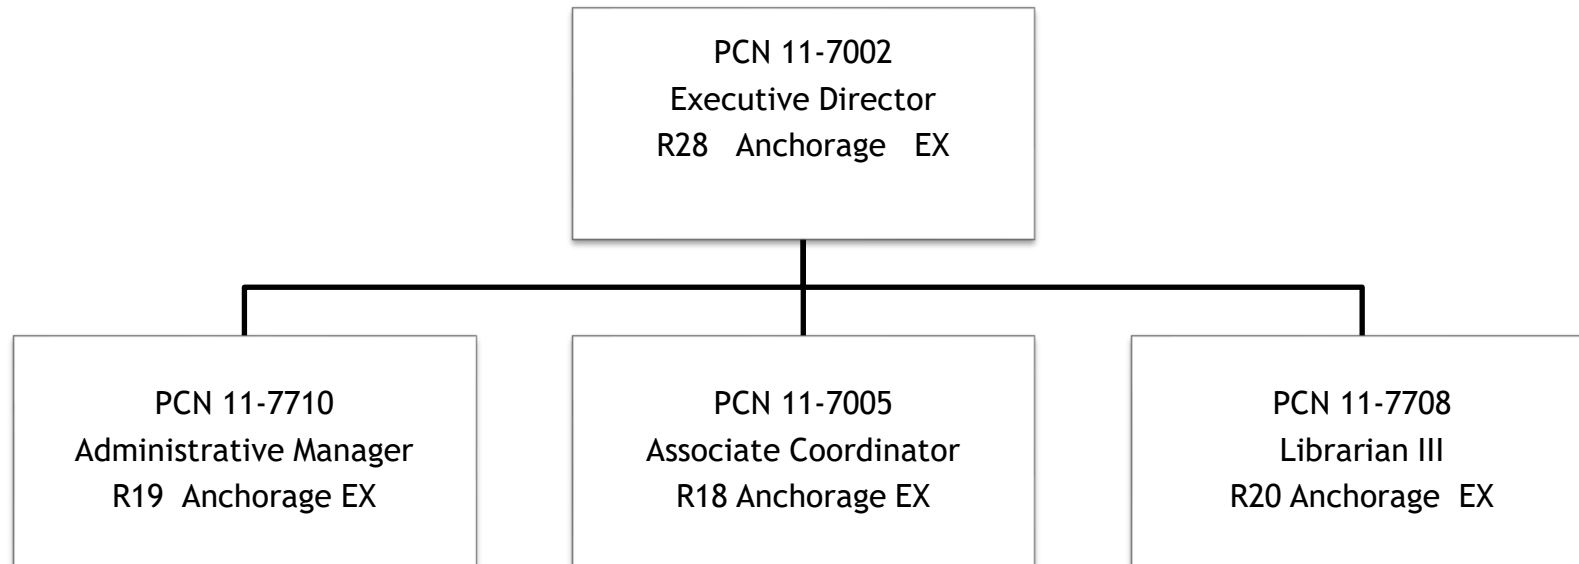 PCN 11-7002
Executive Director
R28 Anchorage EX
PCN 11-7710
Administrative Manager
R19 Anchorage EX
PCN 11-7005
Associate Coordinator
R18 Anchorage EX
PCN 11-7708
Librarian III
R20 Anchorage EX